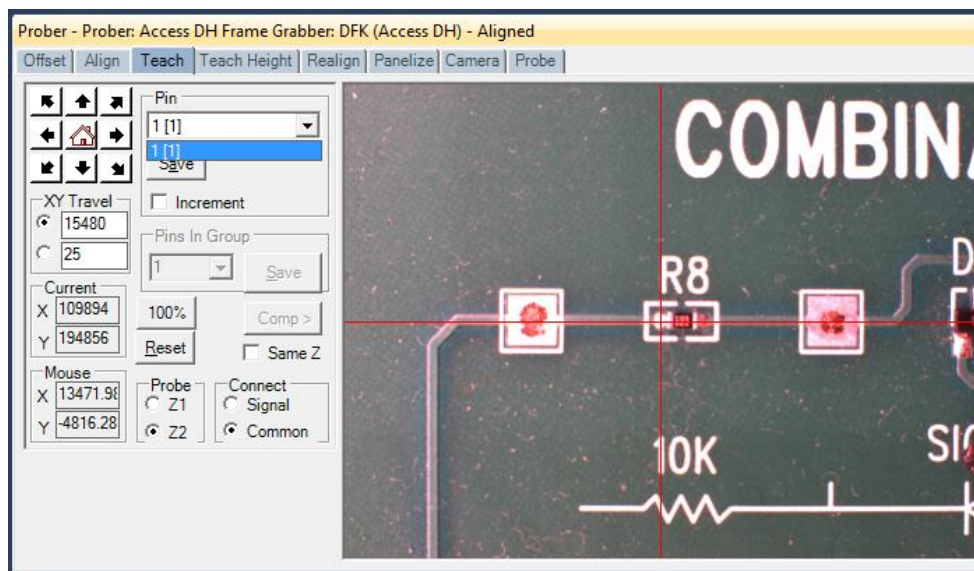 Prober - Prober: Access DH Frame Grabber: DFK (Access DH) - Aligned
Offset Align Teach Teach Height Realign Panelize Camera Probe
Pin
1 [1]
1 [1]
Save
Increment
XY Travel
15480
25
Pins In Group
1
Save
Current
X 109894
Y 194856
100%
Comp >
Reset
Same Z
Mouse
X 13471.98
Y -4816.28
Probe
Z1
Z2
Connect
Signal
Common
COMBINA
R8
D
10K